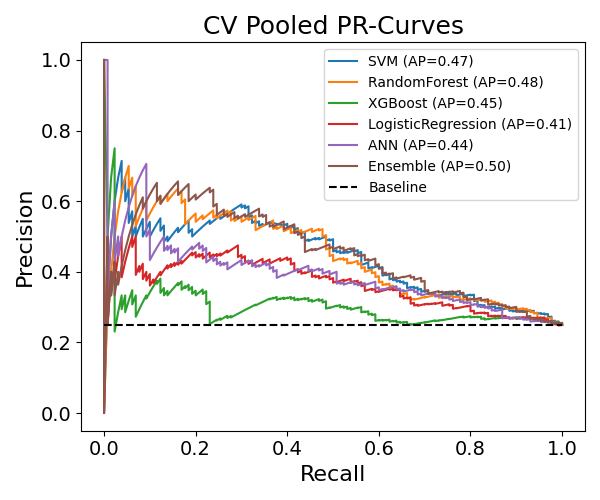 CV Pooled PR-Curves
SVM (AP=0.47)
RandomForest (AP=0.48)
XGBoost (AP=0.45)
LogisticRegression (AP=0.41)
ANN (AP=0.44)
Ensemble (AP=0.50)
Baseline
Precision
1.0
0.8
0.6
0.4
0.2
0.0
0.0 0.2 0.4 0.6 0.8 1.0
Recall